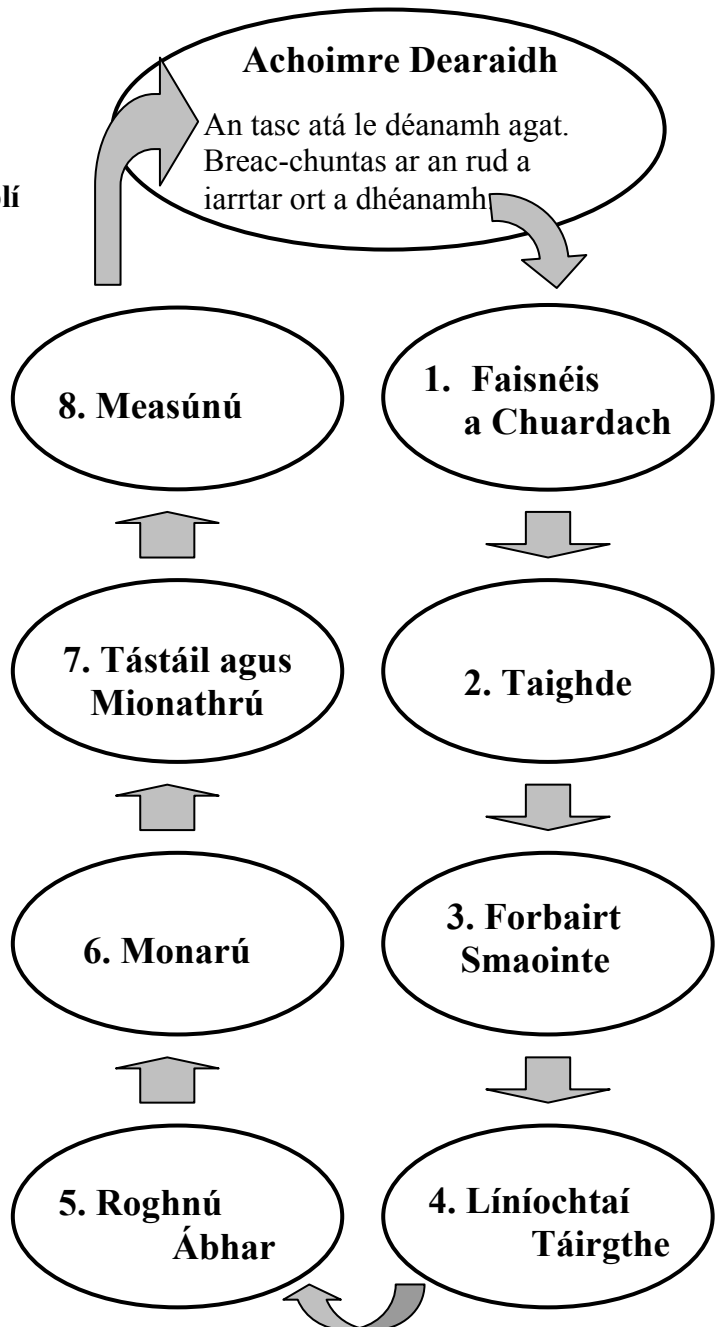 Achoimre Dearaidh
An tasc atá le déanamh agat.
Breac-chuntas ar an rud a
iarrtar ort a dhéanamh
1. Faisnéis
a Chuardach
2. Taighde
3. Forbairt
Smaointe
4. Líníochtaí
Táirgthe
5. Roghnú
Ábhar
6. Monarú
7. Tástáil agus
Mionathrú
8. Measúnú